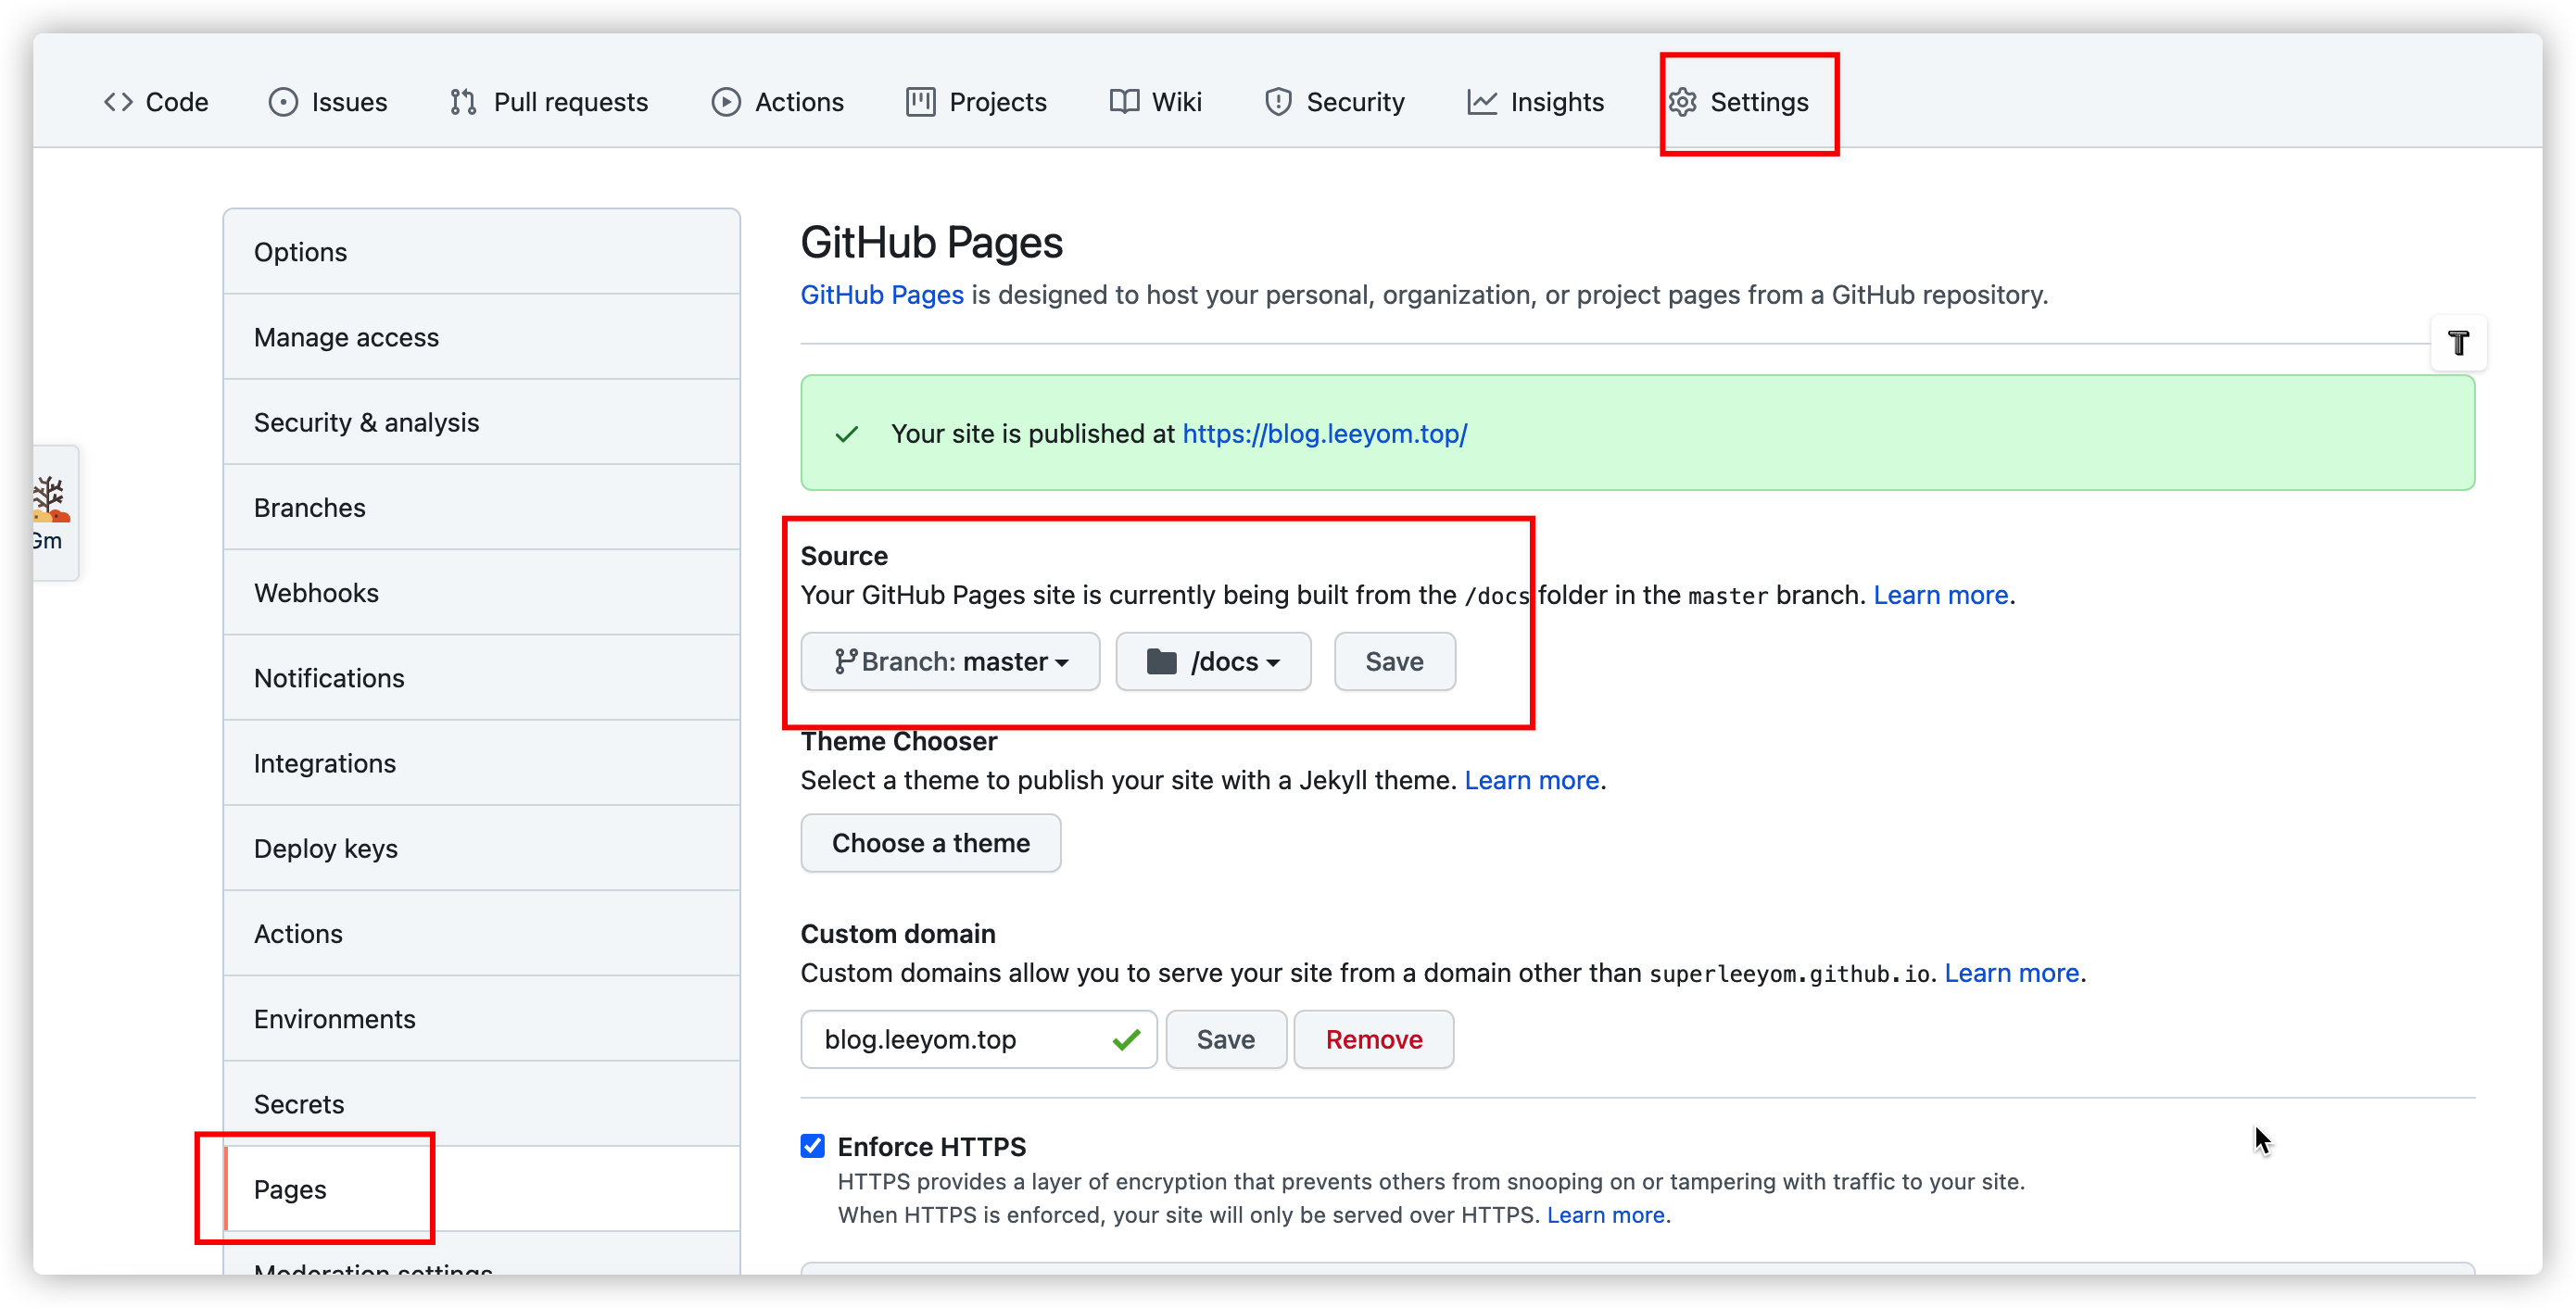 Code Issues Pull requests Actions Projects Wiki Security Insights Settings
Options
Manage access
Security & analysis
Branches
Webhooks
Notifications
Integrations
Deploy keys
Actions
Environments
Secrets
Pages
Moderation settings
Gm
GitHub Pages
GitHub Pages is designed to host your personal, organization, or project pages from a GitHub repository.
T
Your site is published at https://blog.leeyom.top/
Source
Your GitHub Pages site is currently being built from the /docs folder in the master branch. Learn more.
Branch: master /docs Save
Theme Chooser
Select a theme to publish your site with a Jekyll theme. Learn more.
Choose a theme
Custom domain
Custom domains allow you to serve your site from a domain other than superleeyom.github.io. Learn more.
blog.leeyom.top Save Remove
Enforce HTTPS
HTTPS provides a layer of encryption that prevents others from snooping on or tampering with traffic to your site.
When HTTPS is enforced, your site will only be served over HTTPS. Learn more.